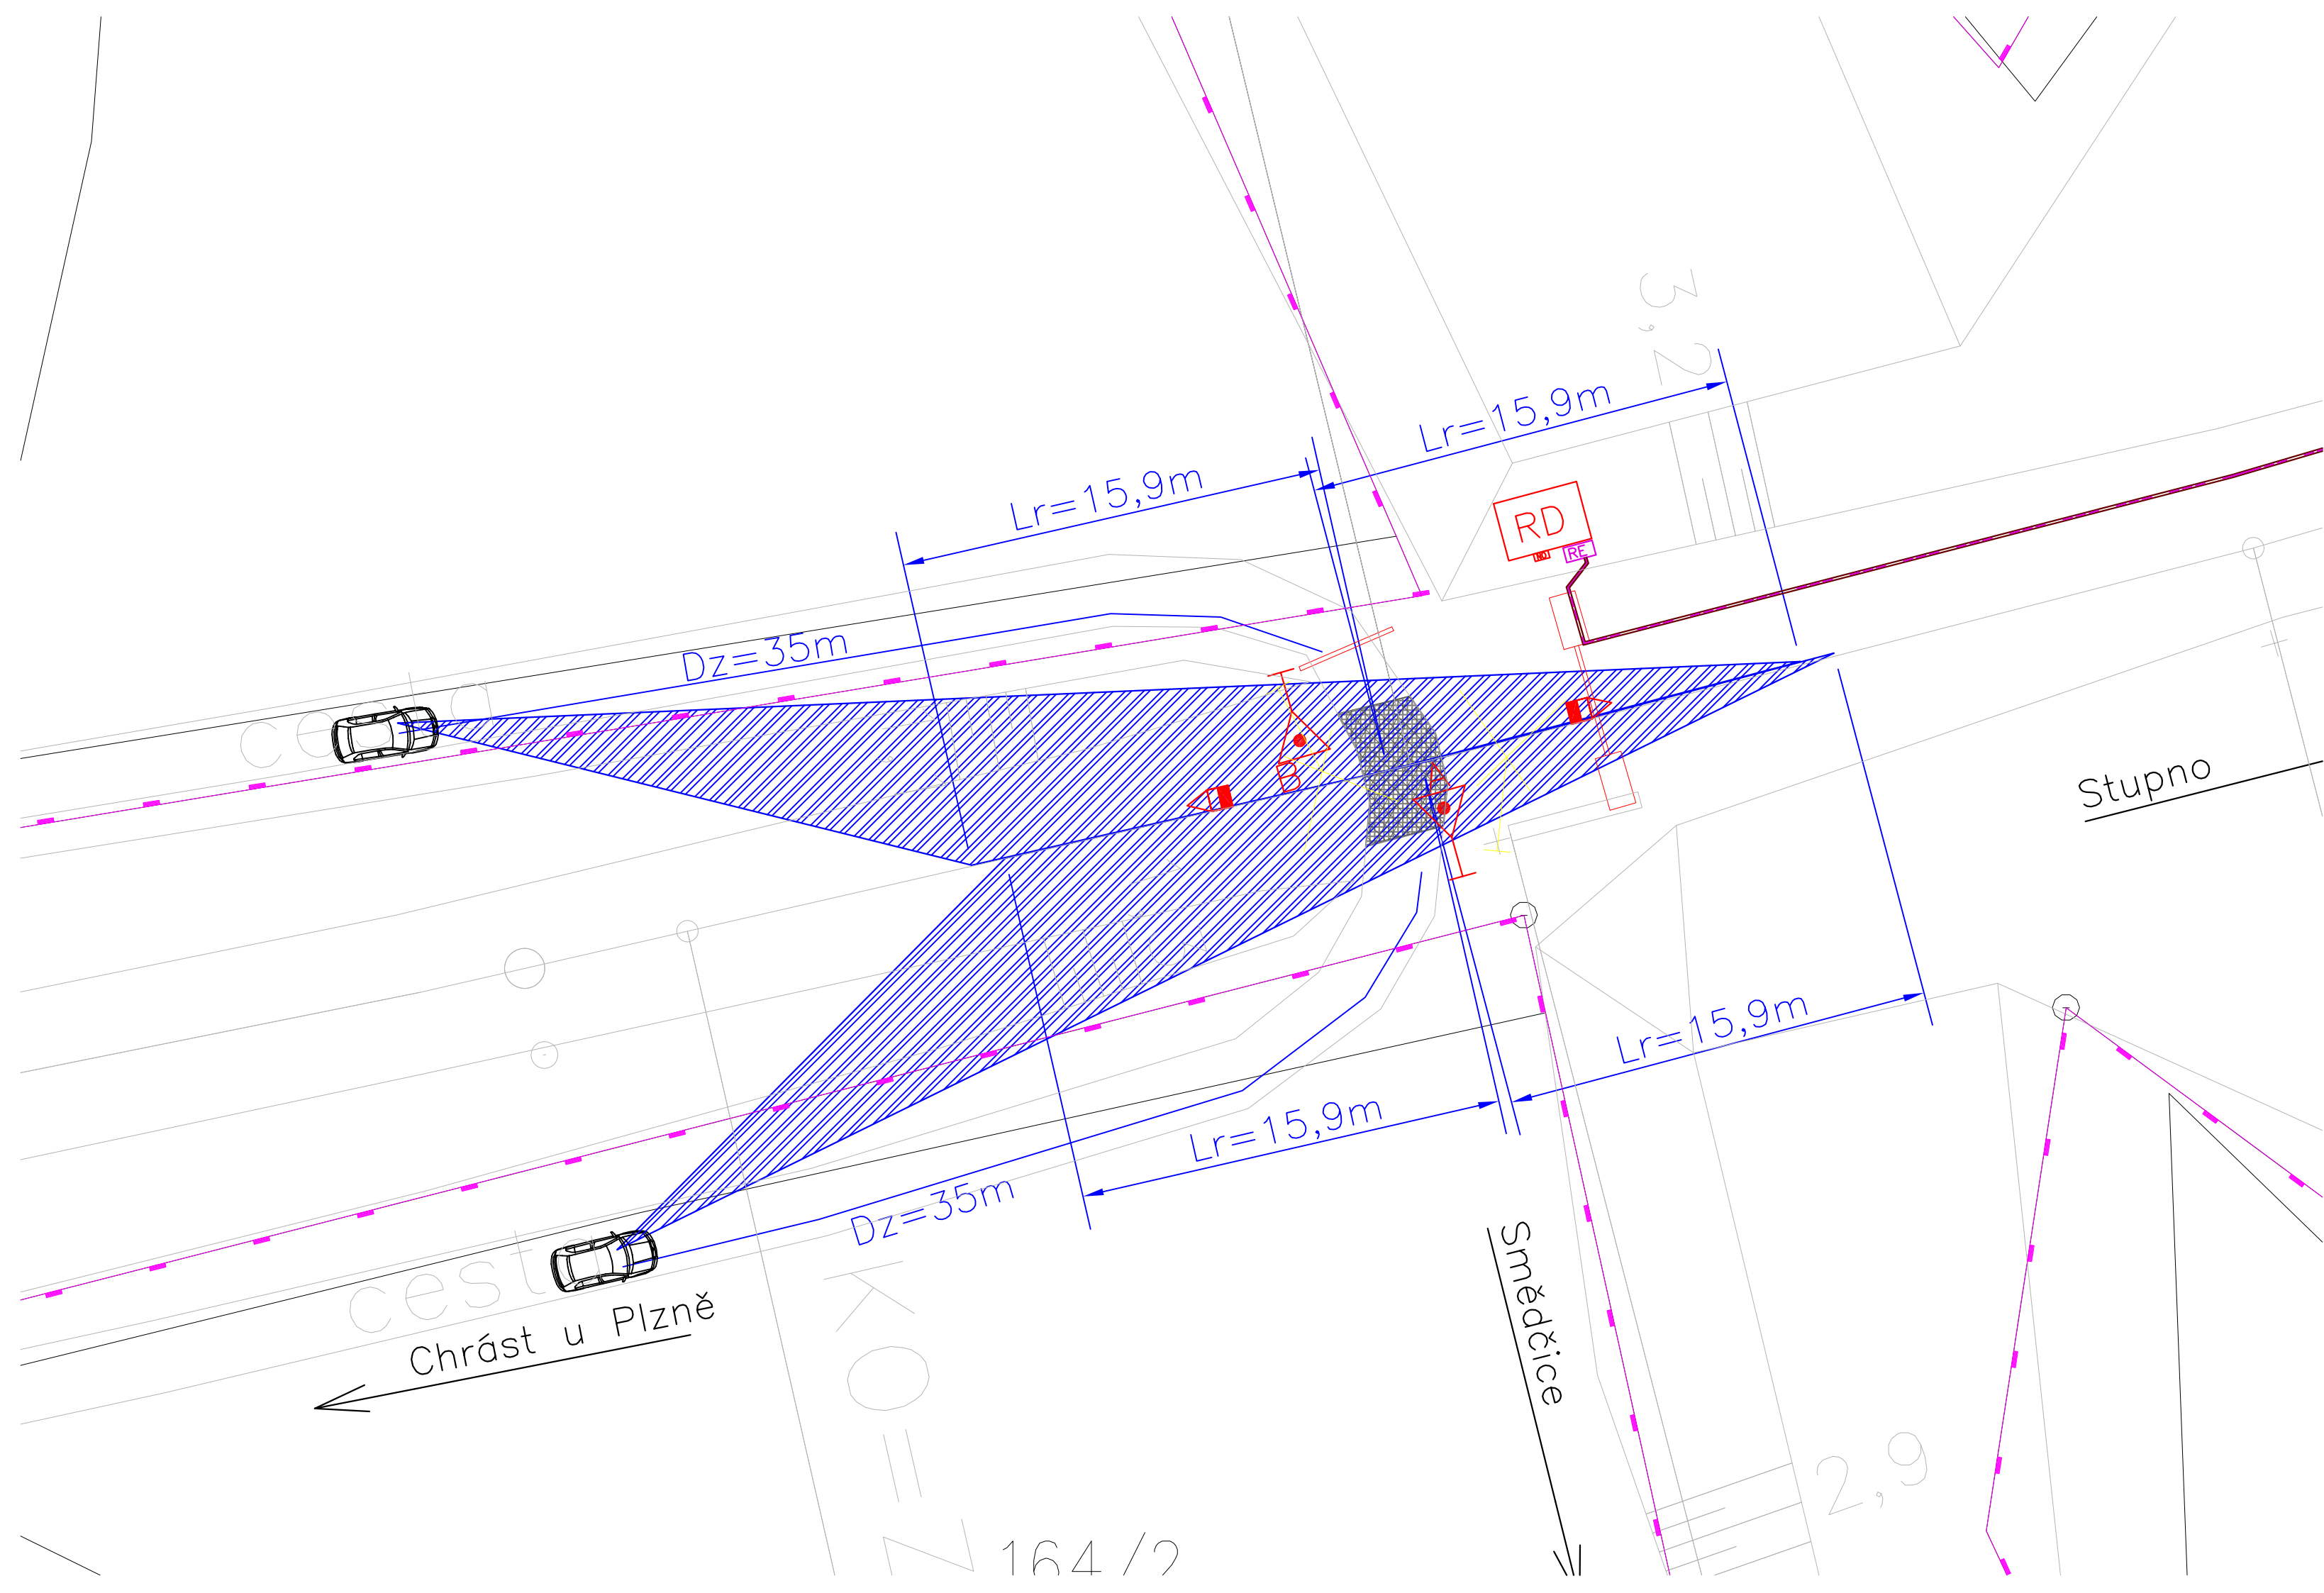 2,3
Lr=15,9m
Lr=15,9m
RD
RE
Dz=35m
cesta
B
A
Stupno
Lr=15,9m
Lr=15,9m
Dz=35m
cesta
Chrást u Plzně
Smědčice
2,9
164/2